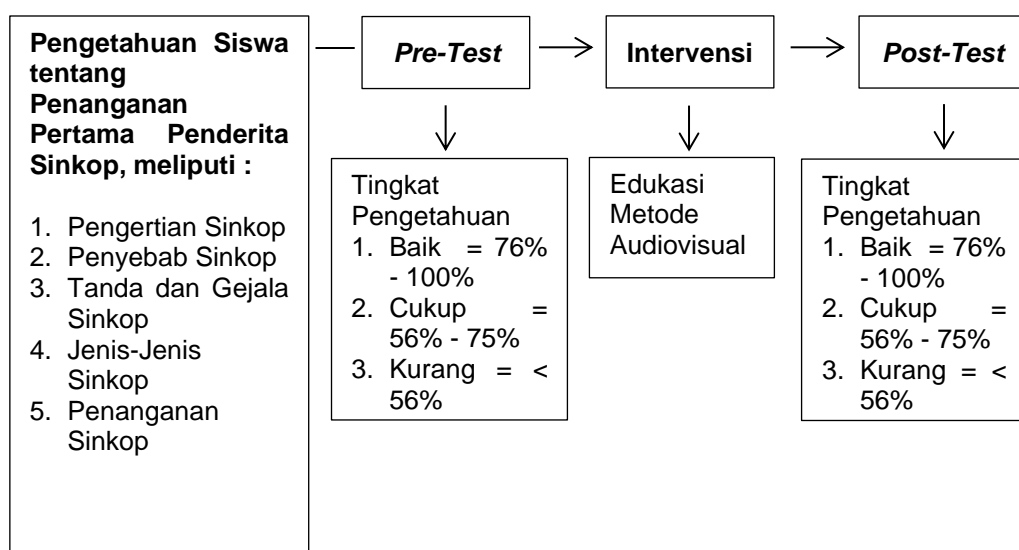 Pengetahuan Siswa
tentang
Penanganan
Pertama Penderita
Sinkop, meliputi :
1. Pengertian Sinkop
2. Penyebab Sinkop
3. Tanda dan Gejala
Sinkop
4. Jenis-Jenis
Sinkop
5. Penanganan
Sinkop
Pre-Test
Tingkat
Pengetahuan
1. Baik = 76%
- 100%
2. Cukup =
56% - 75%
3. Kurang = <
56%
Intervensi
Edukasi
Metode
Audiovisual
Post-Test
Tingkat
Pengetahuan
1. Baik = 76%
- 100%
2. Cukup =
56% - 75%
3. Kurang = <
56%